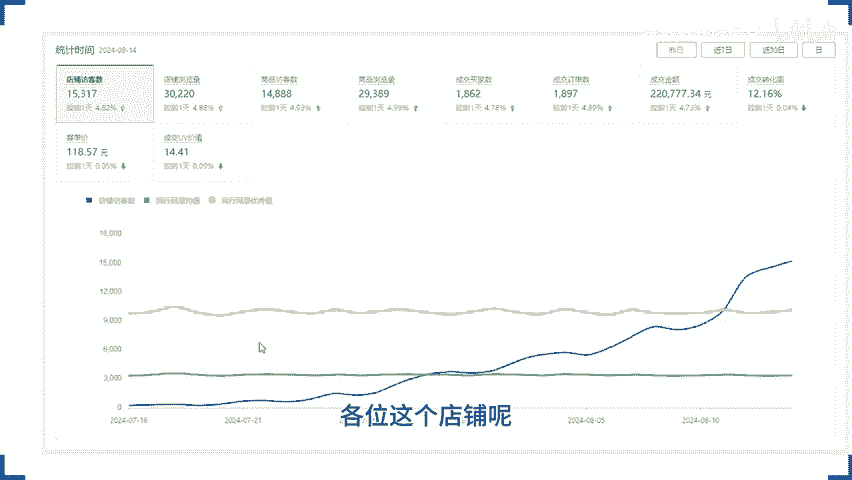 统计时间 2024-08-14
昨日 近7日 近30日 日
店铺访客数 店铺浏览量 商品访客数 商品浏览量 成交买家数 成交订单数 成交金额 成交转化率
15,317 30,220 14,888 29,389 1,862 1,897 220,777.34 元 12.16%
较前1天 4.82% 较前1天 4.88% 较前1天 4.93% 较前1天 4.99% 较前1天 4.78% 较前1天 4.89% 较前1天 4.73% 较前1天 0.04%
客单价 成交UV价值
118.57 元 14.41
较前1天 0.05% 较前1天 0.09%
店铺访客数 同行同层均值 同行同层优秀值
18,000
15,000
12,000
9,000
6,000
3,000
0
2024-07-16 2024-07-21 2024-08-05 2024-08-10
各位这个店铺呢